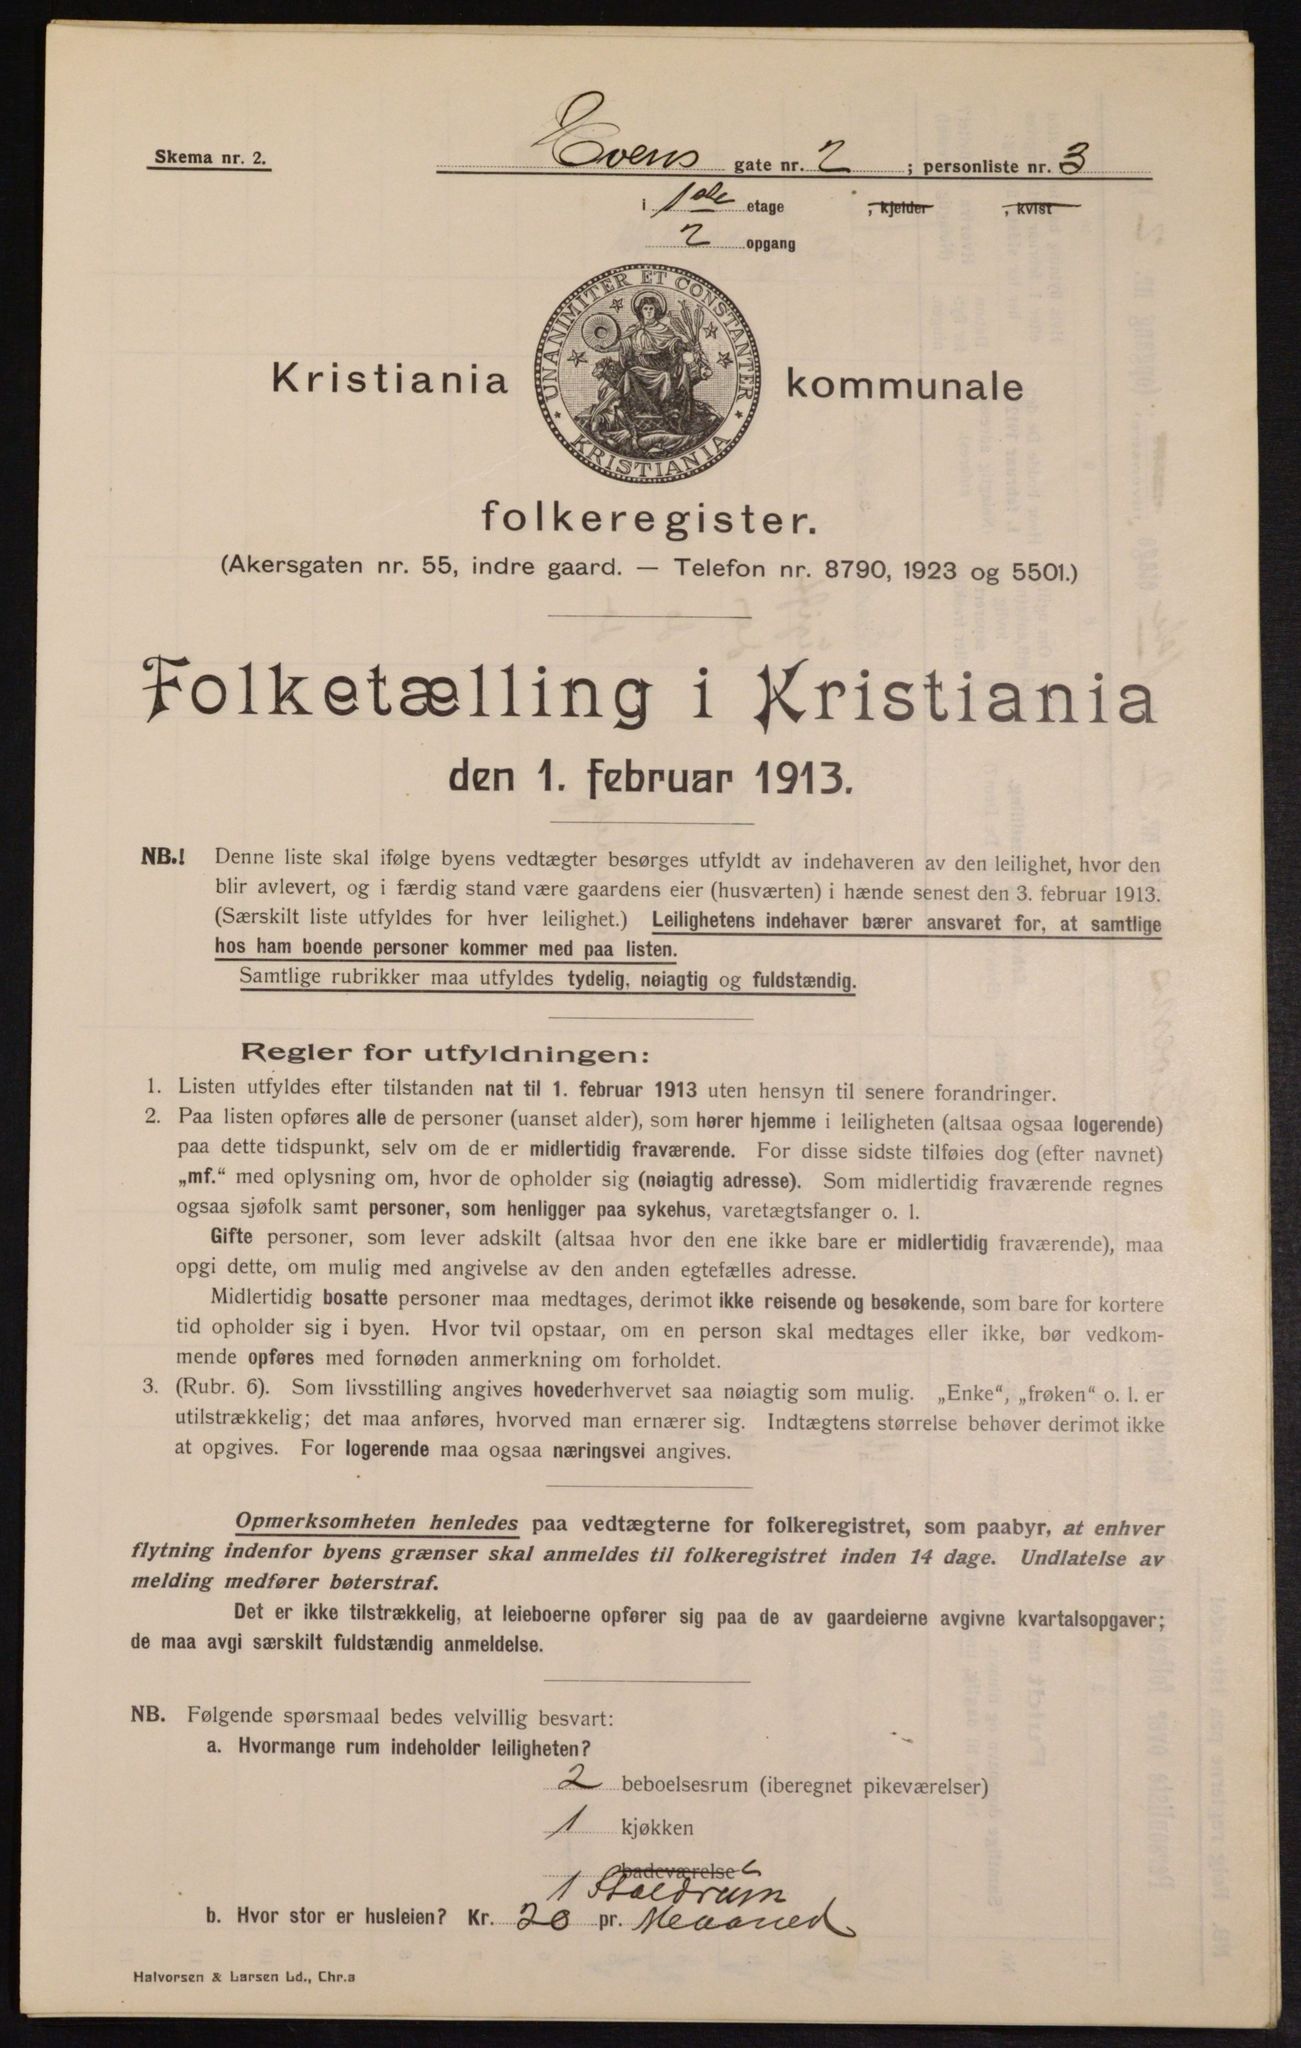 Skema nr. 2.
Evens gate nr. 2 ; personliste nr. 3
i 1ste etage , kjelder , kvist
2 opgang
UNANIMITER ET CONSTANTER
KRISTIANIA
Kristiania kommunale
folkeregister.
(Akersgaten nr. 55, indre gaard. — Telefon nr. 8790, 1923 og 5501.)
Folketælling i Kristiania
den 1. februar 1913.
NB.! Denne liste skal ifølge byens vedtægter besørges utfyldt av indehaveren av den leilighet, hvor den
blir avlevert, og i færdig stand være gaardens eier (husværten) i hænde senest den 3. februar 1913.
(Særskilt liste utfyldes for hver leilighet.) Leilighetens indehaver bærer ansvaret for, at samtlige
hos ham boende personer kommer med paa listen.
Samtlige rubrikker maa utfyldes tydelig, nøiagtig og fuldstændig.
Regler for utfyldningen:
1. Listen utfyldes efter tilstanden nat til 1. februar 1913 uten hensyn til senere forandringer.
2. Paa listen opføres alle de personer (uanset alder), som hører hjemme i leiligheten (altsaa ogsaa logerende)
paa dette tidspunkt, selv om de er midlertidig fraværende. For disse sidste tilføies dog (efter navnet)
„mf.“ med oplysning om, hvor de opholder sig (nøiagtig adresse). Som midlertidig fraværende regnes
ogsaa sjøfolk samt personer, som henligger paa sykehus, varetægtsfanger o. l.
Gifte personer, som lever adskilt (altsaa hvor den ene ikke bare er midlertidig fraværende), maa
opgi dette, om mulig med angivelse av den anden egtefælles adresse.
Midlertidig bosatte personer maa medtages, derimot ikke reisende og besøkende, som bare for kortere
tid opholder sig i byen. Hvor tvil opstaar, om en person skal medtages eller ikke, bør vedkom-
mende opføres med fornøden anmerkning om forholdet.
3. (Rubr. 6). Som livsstilling angives hovederhvervet saa nøiagtig som mulig. „Enke“, „frøken“ o. l. er
utilstrækkelig; det maa anføres, hvorved man ernærer sig. Indtægtens størrelse behøver derimot ikke
at opgives. For logerende maa ogsaa næringsvei angives.
Opmerksomheten henledes paa vedtægterne for folkeregistret, som paabyr, at enhver
flytning indenfor byens grænser skal anmeldes til folkeregistret inden 14 dage. Undlatelse av
melding medfører bøterstraf.
Det er ikke tilstrækkelig, at leieboerne opfører sig paa de av gaardeierne avgivne kvartalsopgaver;
de maa avgi særskilt fuldstændig anmeldelse.
NB. Følgende spørsmaal bedes velvillig besvart:
a. Hvormange rum indeholder leiligheten?
2 beboelsesrum (iberegnet pikeværelser)
1 kjøkken
badeværelse
1 Staldrum
b. Hvor stor er husleien? Kr. 20 pr. Maaned
Halvorsen & Larsen Ld., Chr.a